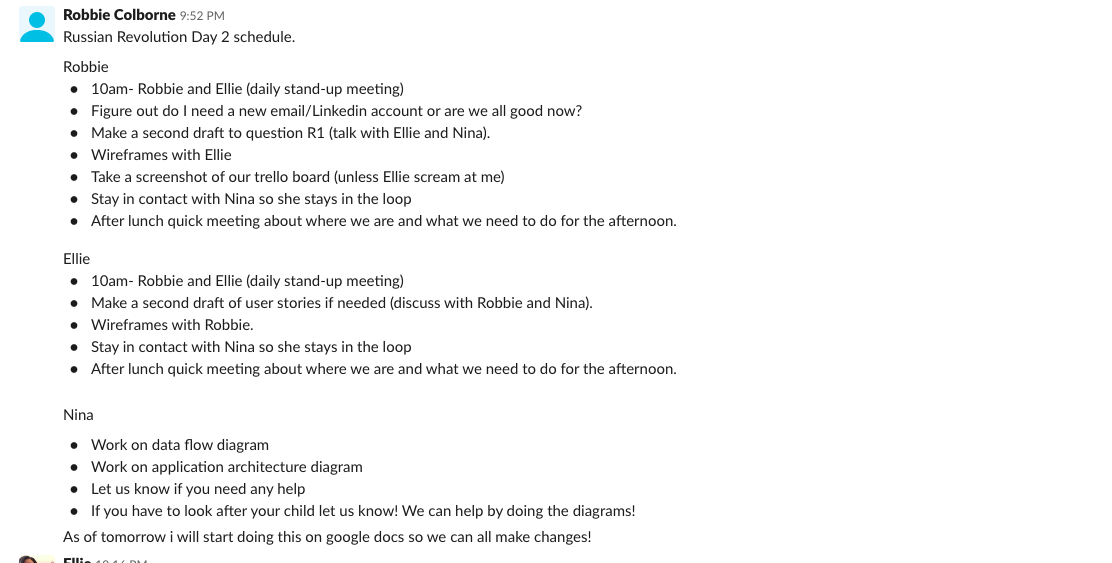 Robbie Colborne 9:52 PM
Russian Revolution Day 2 schedule.
Robbie
● 10am- Robbie and Ellie (daily stand-up meeting)
● Figure out do I need a new email/Linkedin account or are we all good now?
● Make a second draft to question R1 (talk with Ellie and Nina).
● Wireframes with Ellie
● Take a screenshot of our trello board (unless Ellie scream at me)
● Stay in contact with Nina so she stays in the loop
● After lunch quick meeting about where we are and what we need to do for the afternoon.
Ellie
● 10am- Robbie and Ellie (daily stand-up meeting)
● Make a second draft of user stories if needed (discuss with Robbie and Nina).
● Wireframes with Robbie.
● Stay in contact with Nina so she stays in the loop
● After lunch quick meeting about where we are and what we need to do for the afternoon.
Nina
● Work on data flow diagram
● Work on application architecture diagram
● Let us know if you need any help
● If you have to look after your child let us know! We can help by doing the diagrams!
As of tomorrow i will start doing this on google docs so we can all make changes!
Ellie